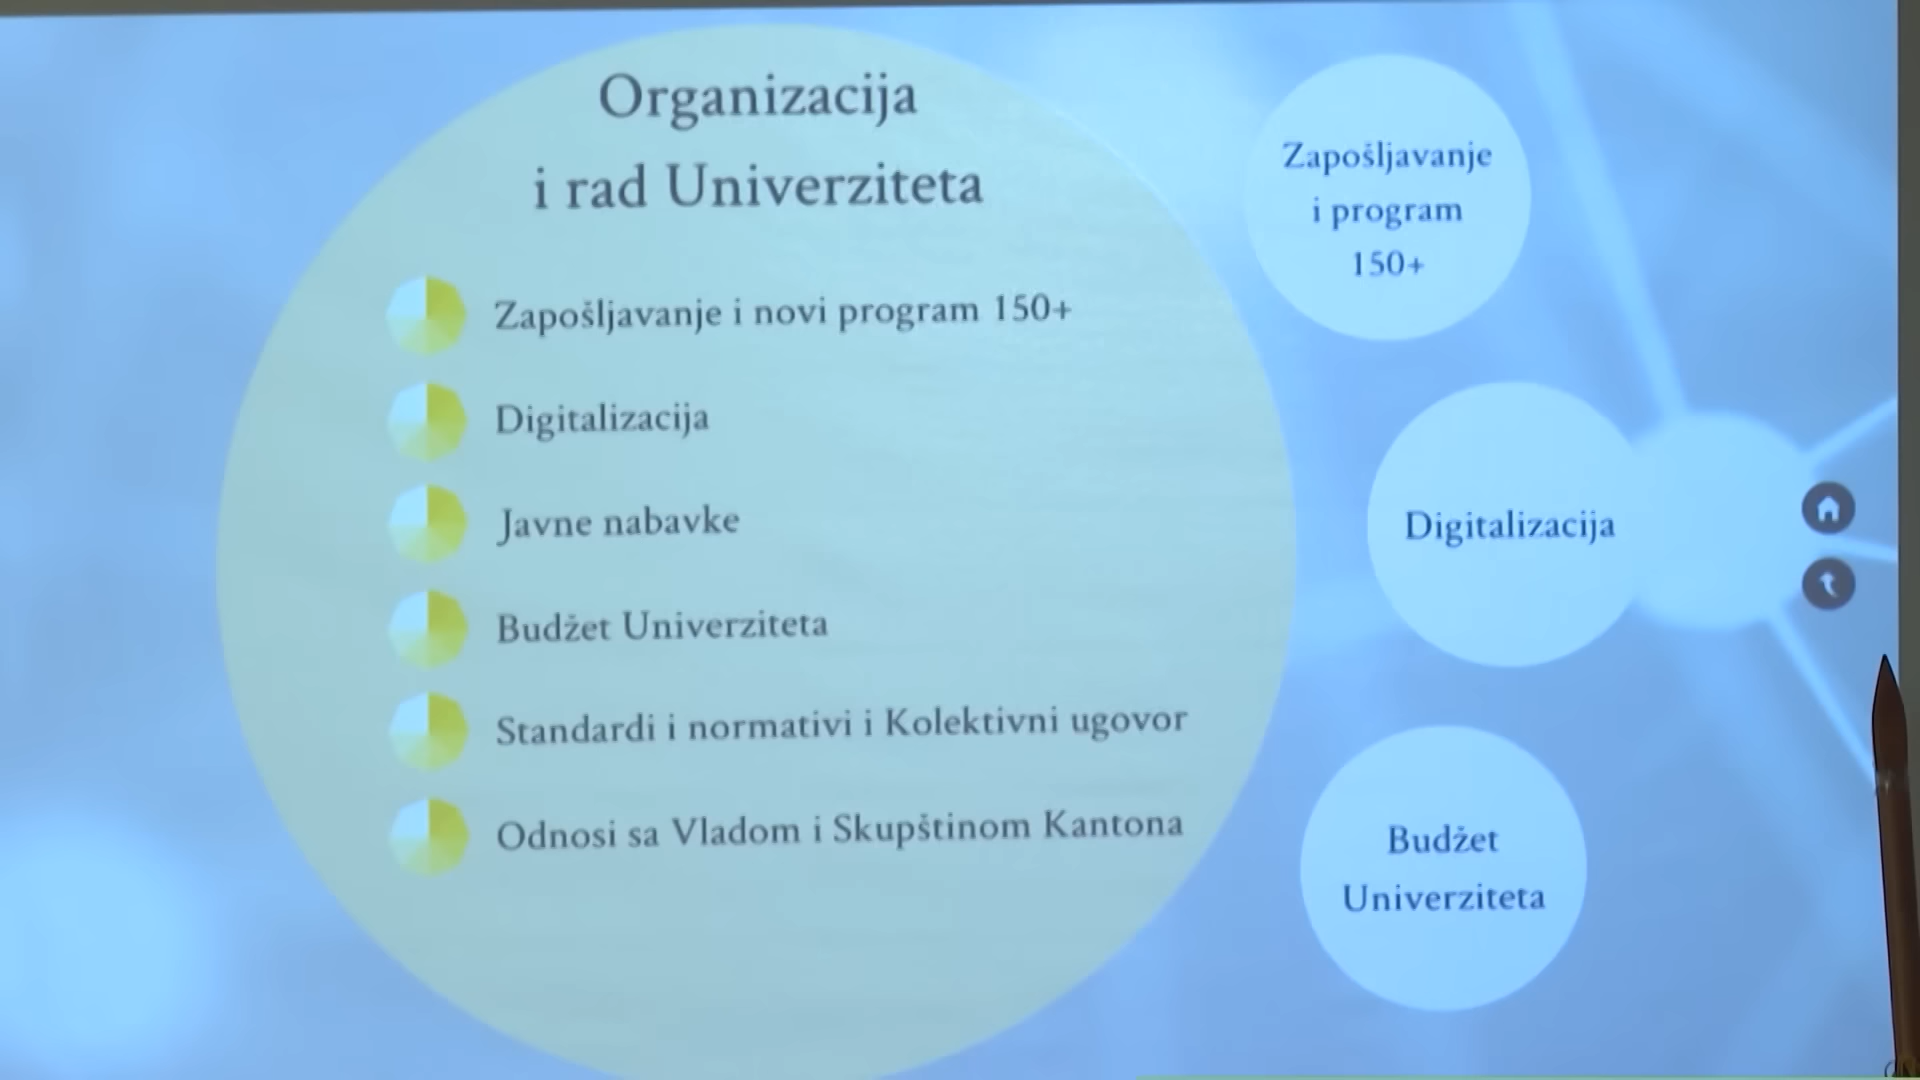 Organizacija
i rad Univerziteta
Zapošljavanje i novi program 150+
Digitalizacija
Javne nabavke
Budžet Univerziteta
Standardi i normativi i Kolektivni ugovor
Odnosi sa Vladom i Skupštinom Kantona
Zapošljavanje
i program
150+
Digitalizacija
Budžet
Univerziteta